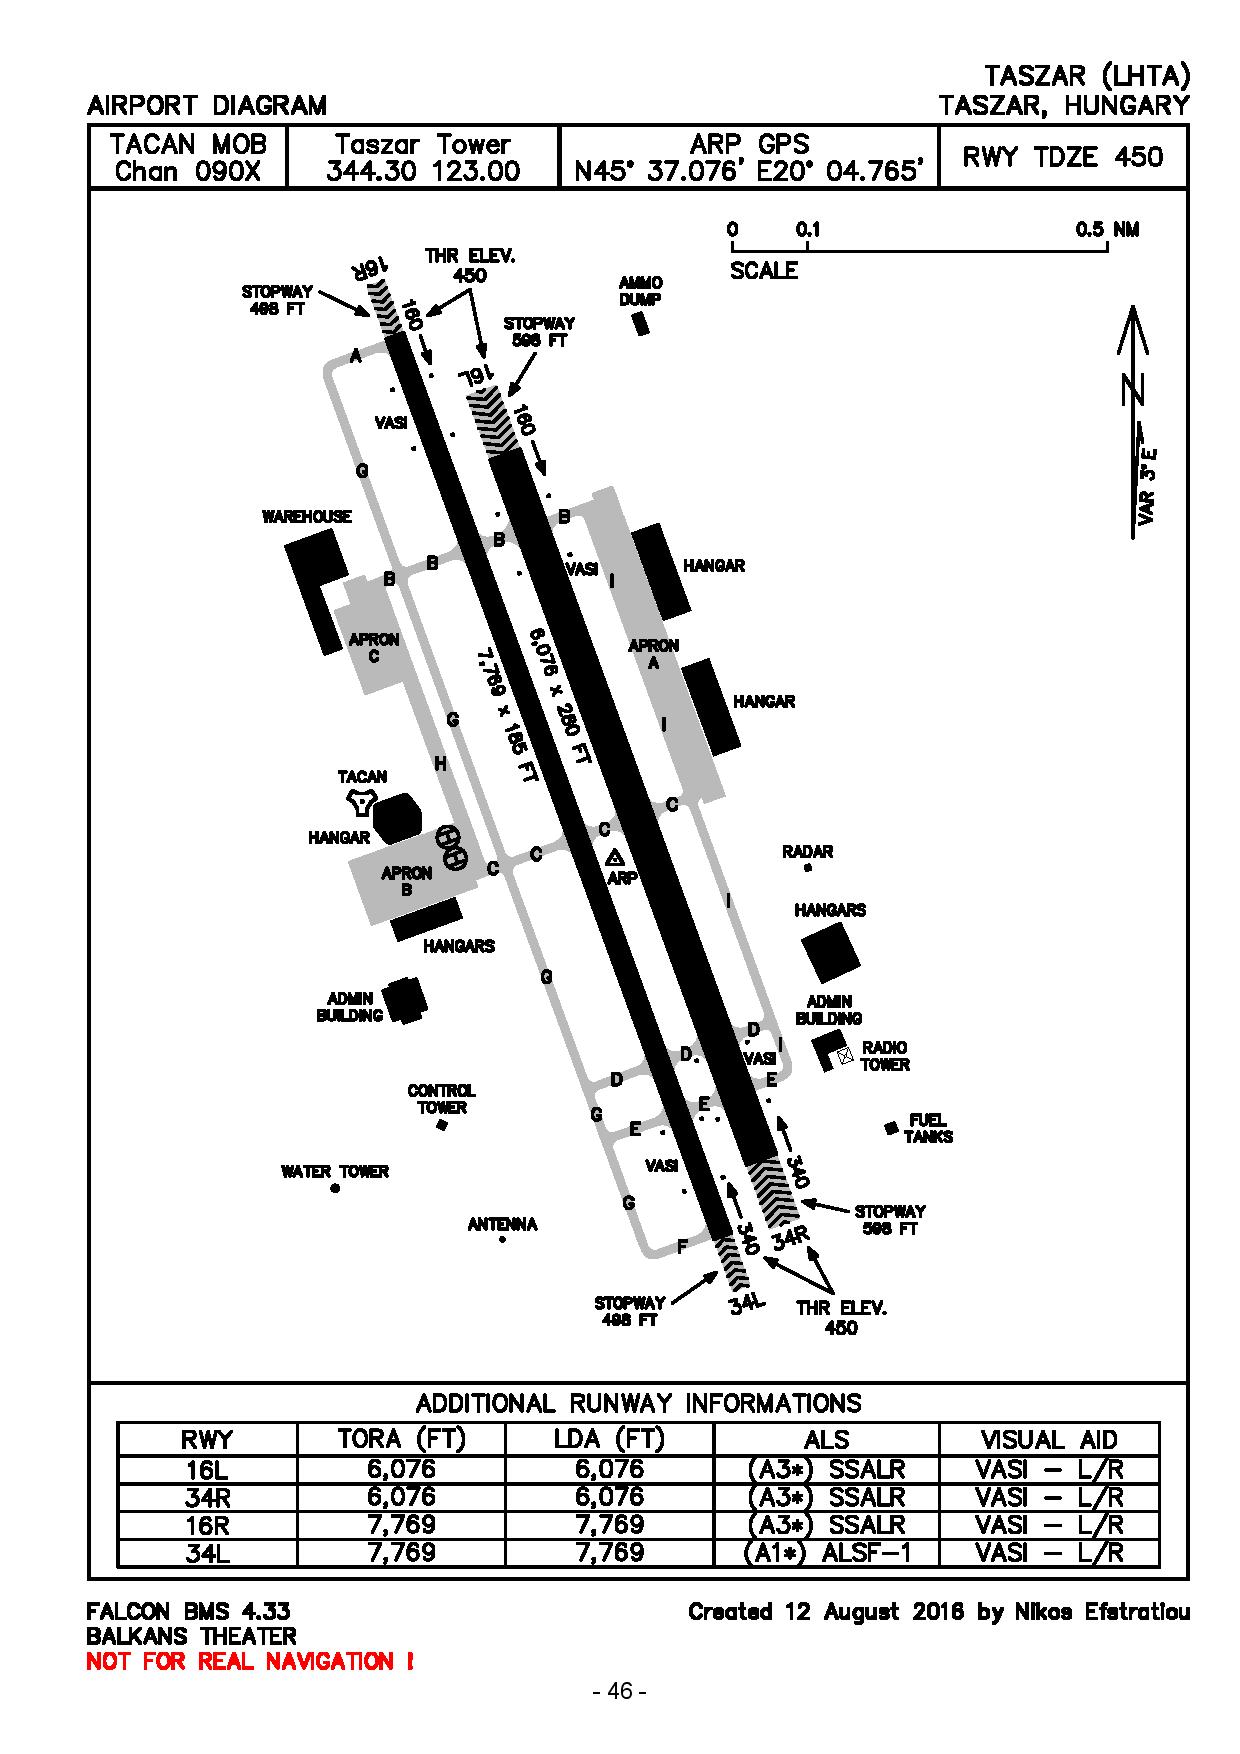 TASZAR (LHTA)
AIRPORT DIAGRAM
TASZAR, HUNGARY
TACAN MOB
Chan 090X
Taszar Tower
344.30 123.00
ARP GPS
N45° 37.076' E20° 04.765'
RWY TDZE 450
0 0.1 0.5 NM
SCALE
THR ELEV.
450
16R
STOPWAY
498 FT
160
AMMO
DUMP
STOPWAY
598 FT
A
16L
160
VASI
G
N
VAR 3°E
WAREHOUSE
B
B
B
B
VASI
I
HANGAR
APRON
C
6,076 x 280 FT
7,769 x 185 FT
APRON
A
HANGAR
G
I
H
TACAN
C
HANGAR
H
H
C
C
C
ARP
RADAR
APRON
B
I
HANGARS
HANGARS
G
ADMIN
BUILDING
ADMIN
BUILDING
D
D
D
VASI
I
RADIO
TOWER
E
CONTROL
TOWER
G
E
E
FUEL
TANKS
WATER TOWER
VASI
340
G
STOPWAY
598 FT
ANTENNA
F
340
34R
STOPWAY
498 FT
34L
THR ELEV.
450
ADDITIONAL RUNWAY INFORMATIONS
RWY TORA (FT) LDA (FT) ALS VISUAL AID
16L 6,076 6,076 (A3*) SSALR VASI - L/R
34R 6,076 6,076 (A3*) SSALR VASI - L/R
16R 7,769 7,769 (A3*) SSALR VASI - L/R
34L 7,769 7,769 (A1*) ALSF-1 VASI - L/R
FALCON BMS 4.33
Created 12 August 2016 by Nikos Efstratiou
BALKANS THEATER
NOT FOR REAL NAVIGATION !
- 46 -